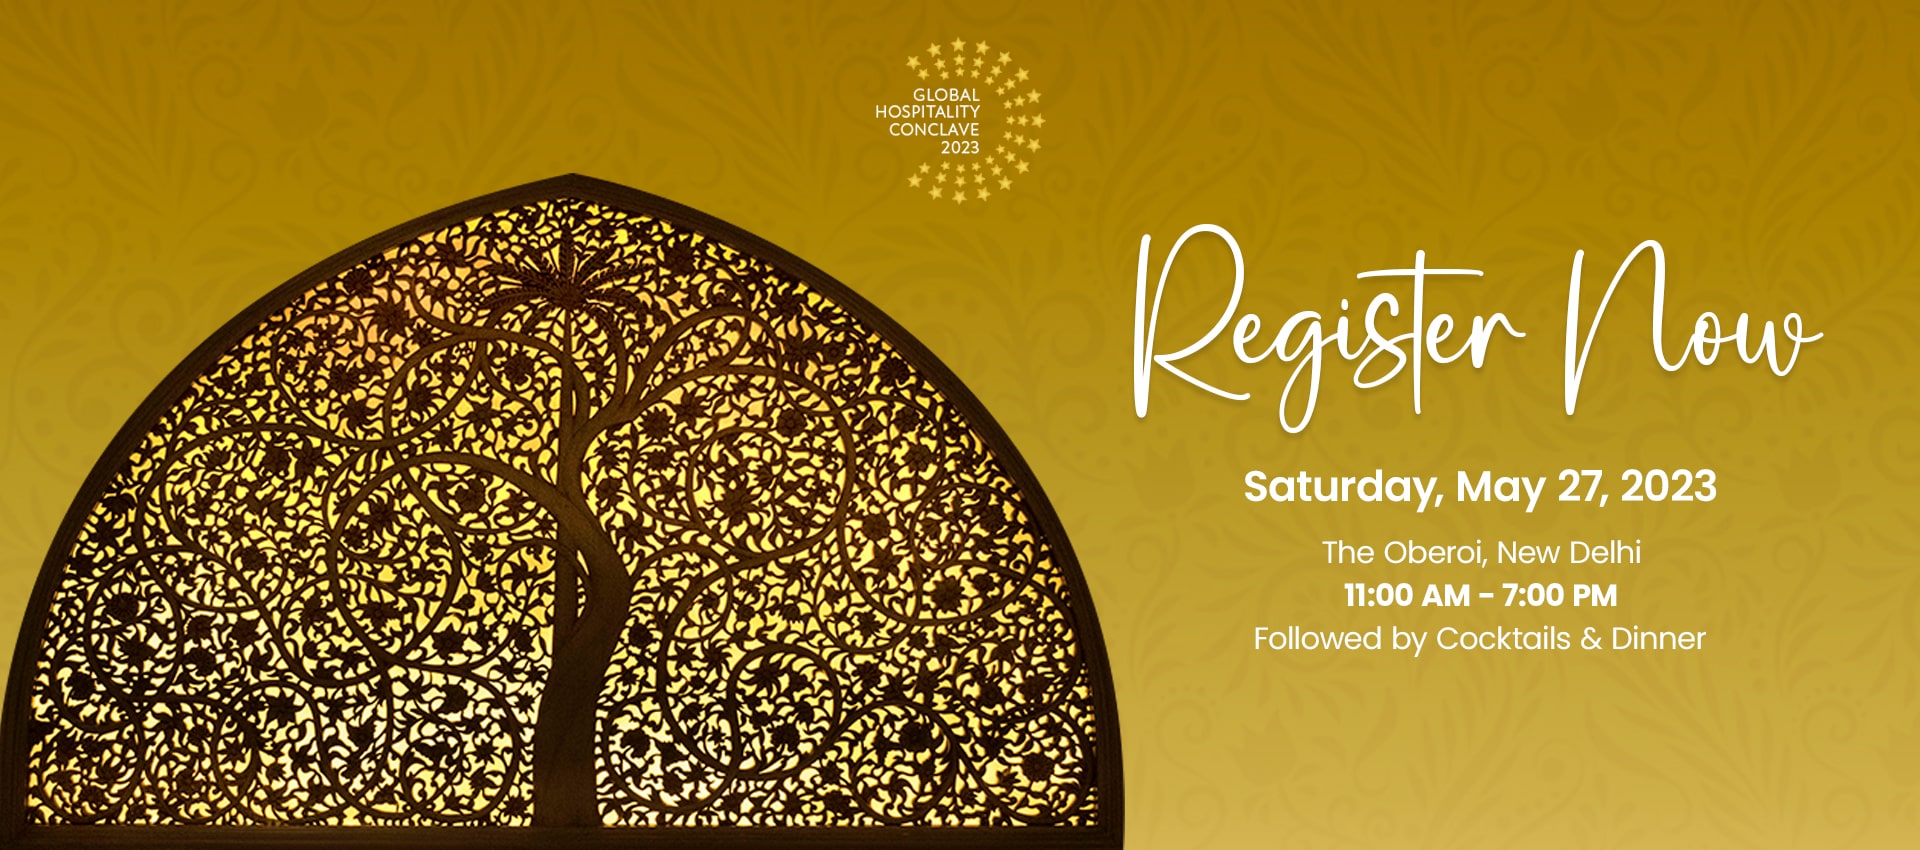 GLOBAL
HOSPITALITY
CONCLAVE
2023
Register Now
Saturday, May 27, 2023
The Oberoi, New Delhi
11:00 AM - 7:00 PM
Followed by Cocktails & Dinner